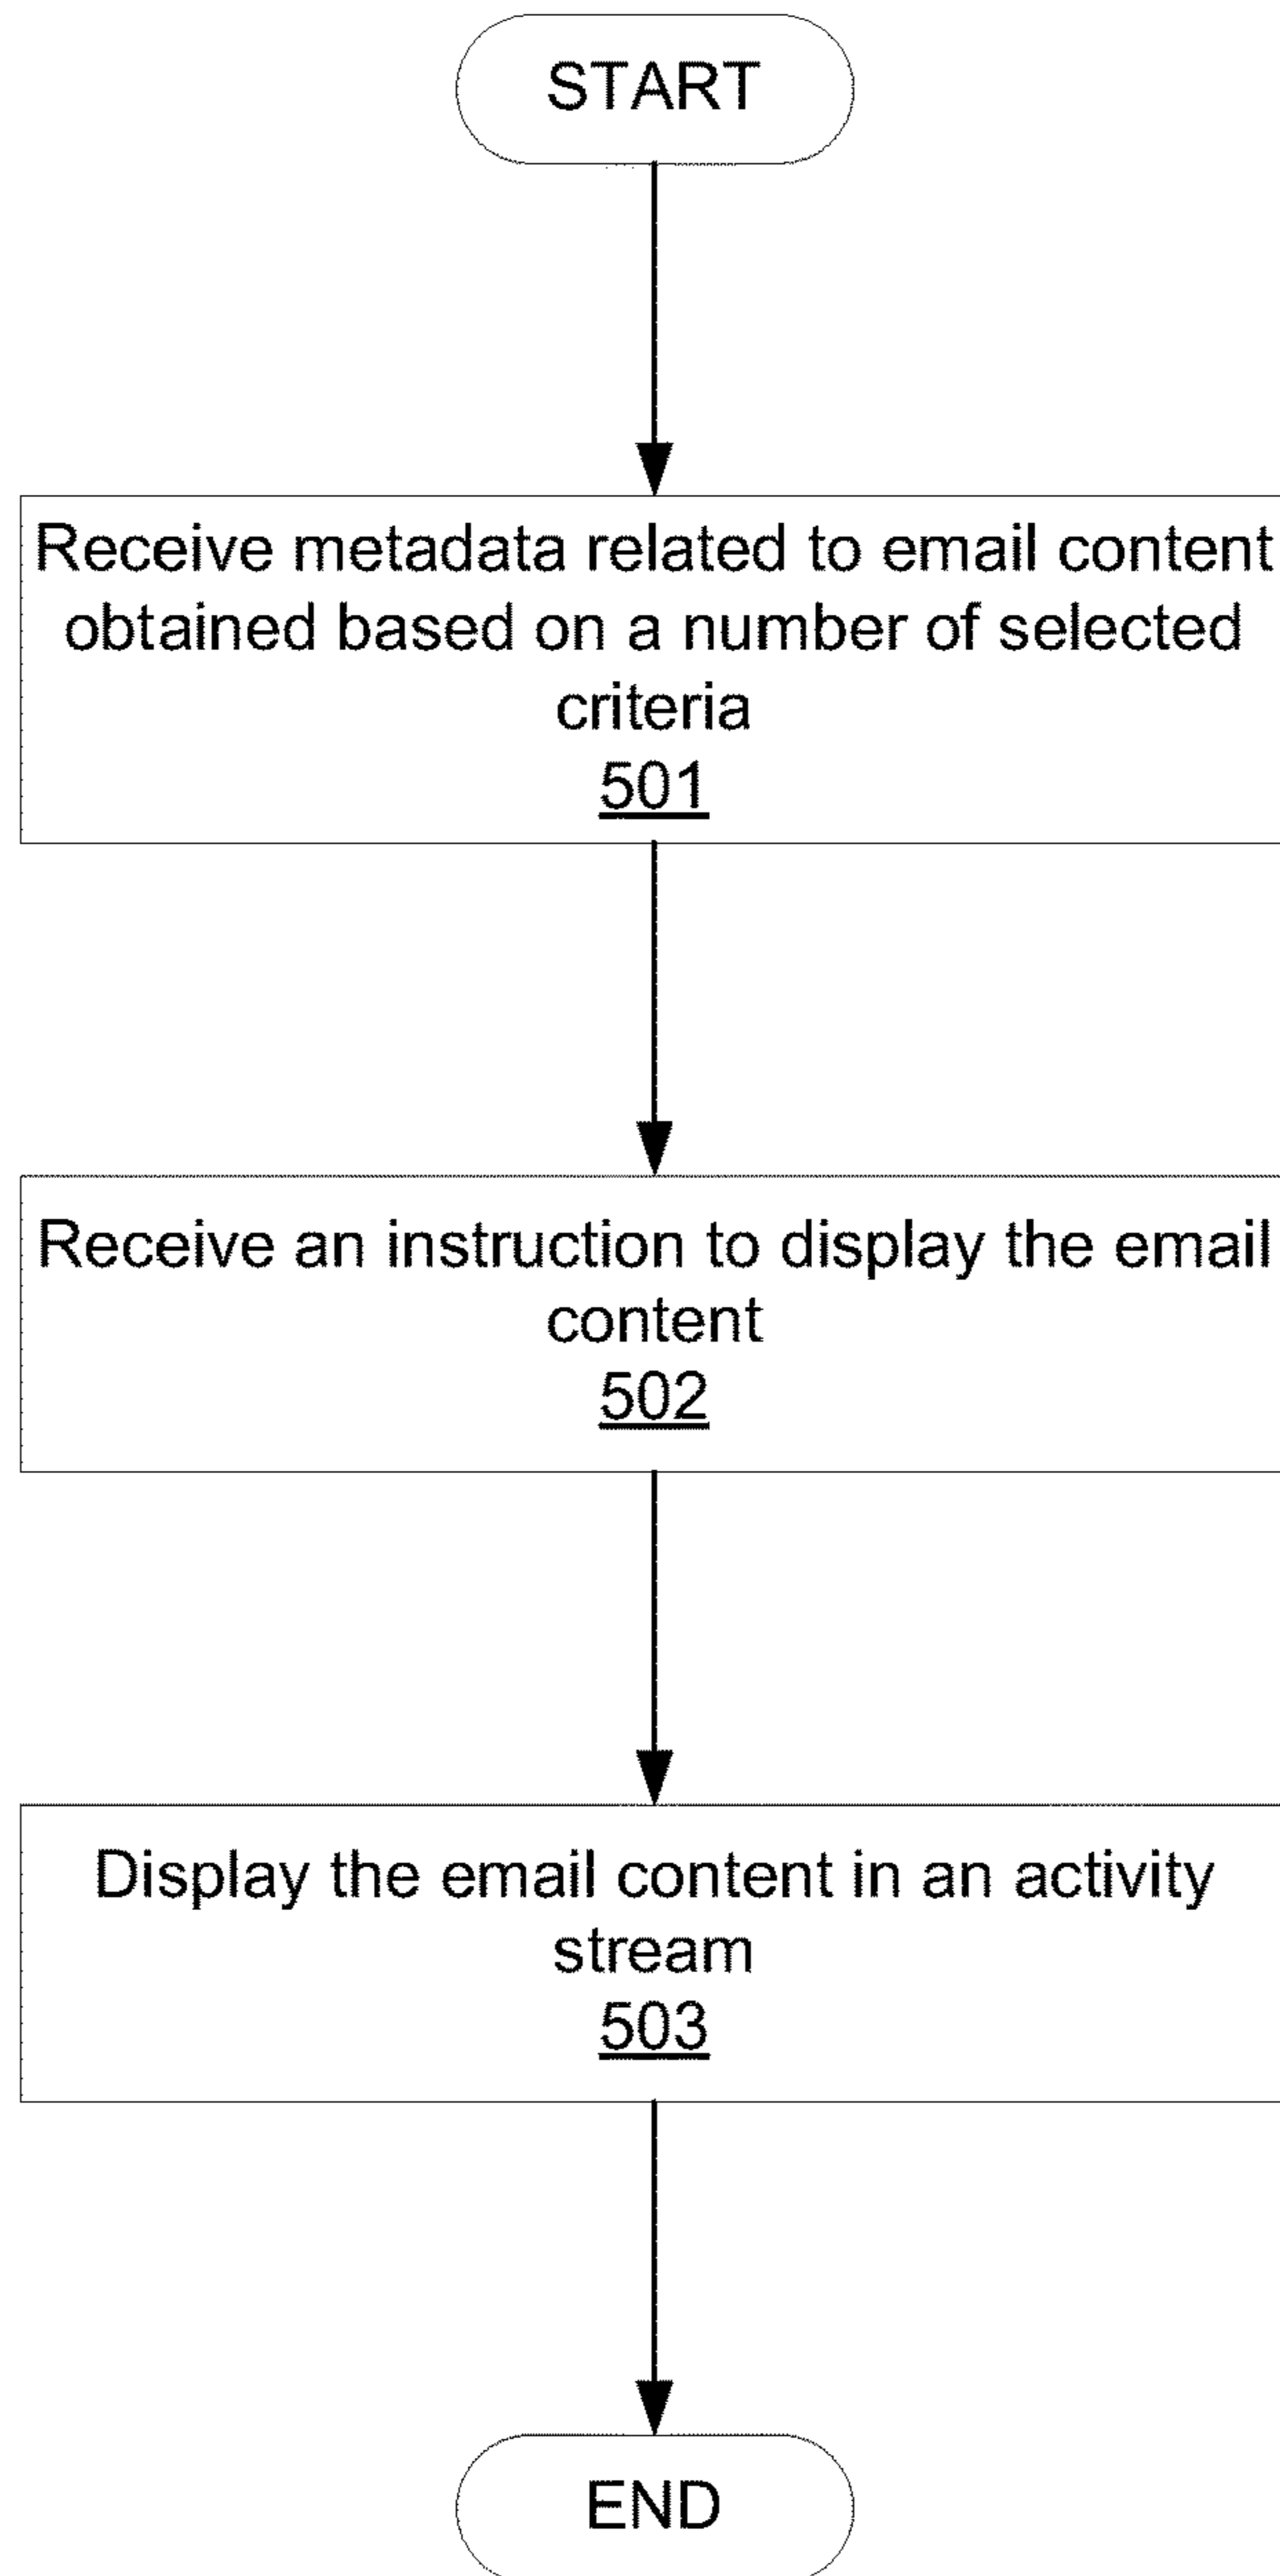 START
Receive metadata related to email content
obtained based on a number of selected
criteria
501
Receive an instruction to display the email
content
502
Display the email content in an activity
stream
503
END